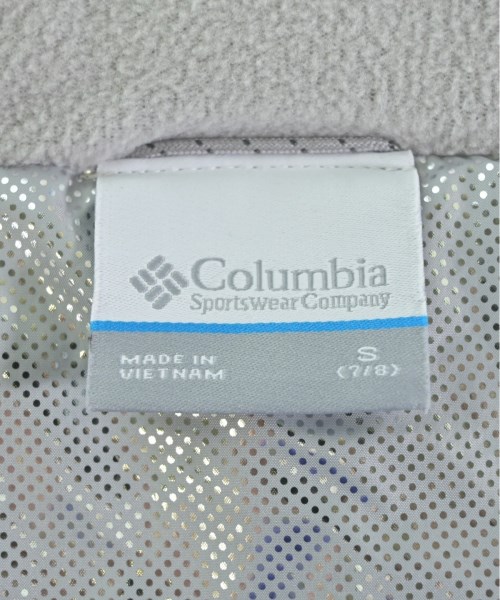 Columbia
Sportswear Company
MADE IN
VIETNAM
S
(7/8)